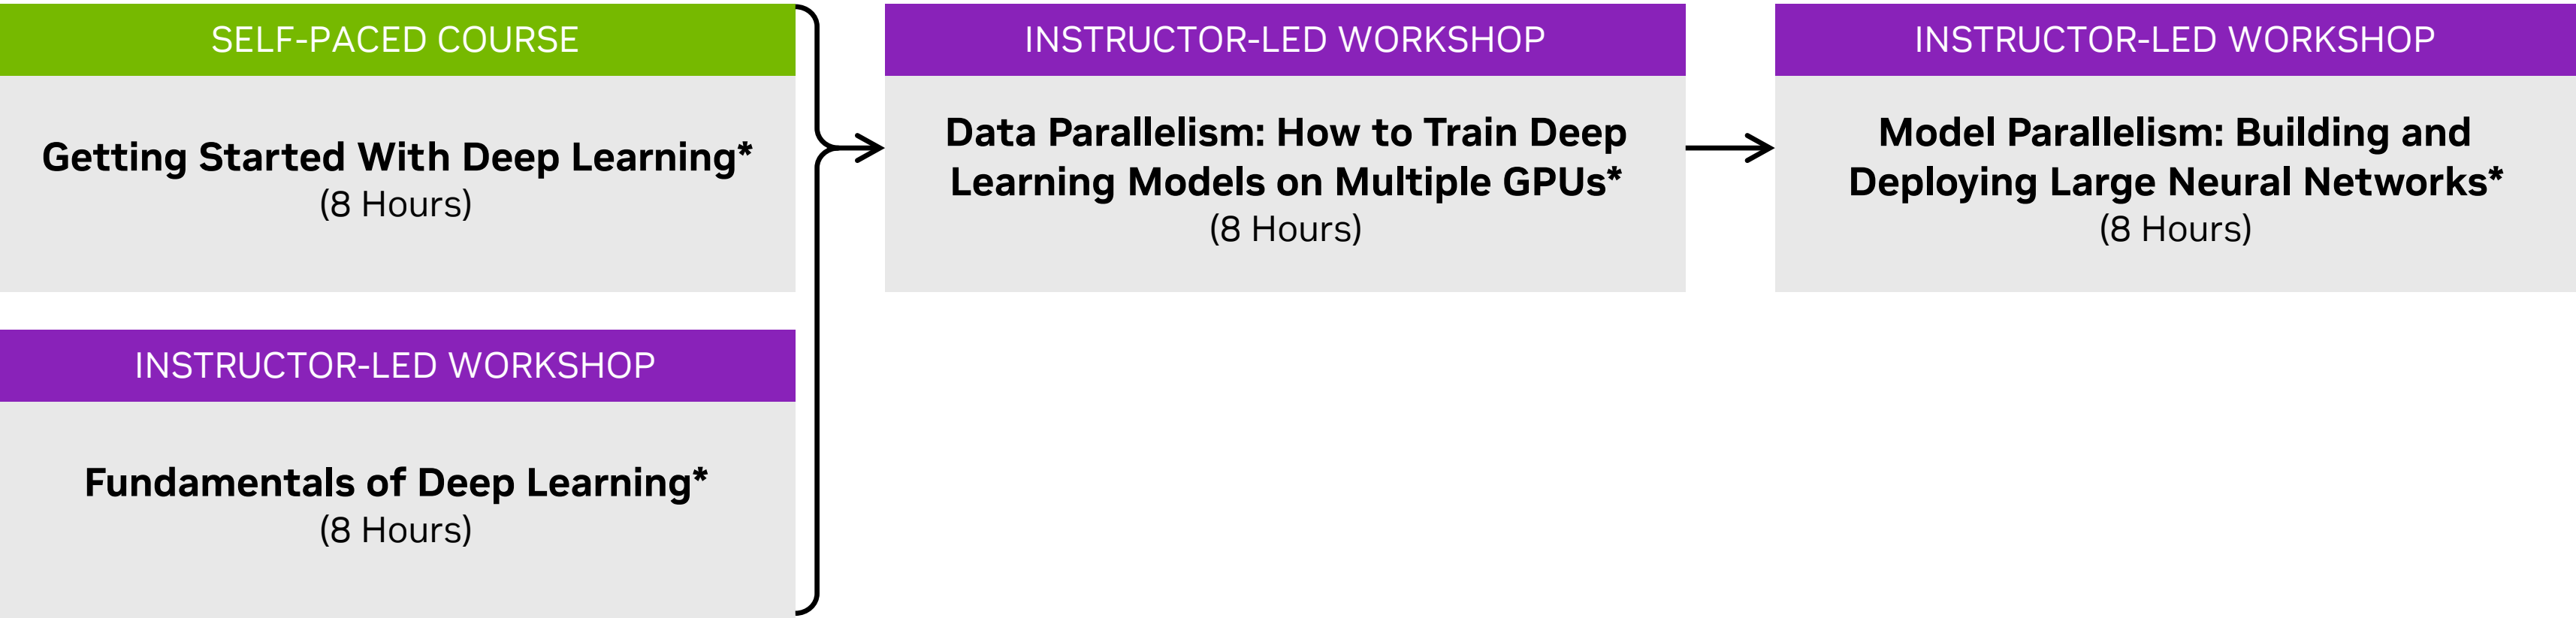 SELF-PACED COURSE
Getting Started With Deep Learning*
(8 Hours)
INSTRUCTOR-LED WORKSHOP
Fundamentals of Deep Learning*
(8 Hours)
INSTRUCTOR-LED WORKSHOP
Data Parallelism: How to Train Deep
Learning Models on Multiple GPUs*
(8 Hours)
INSTRUCTOR-LED WORKSHOP
Model Parallelism: Building and
Deploying Large Neural Networks*
(8 Hours)